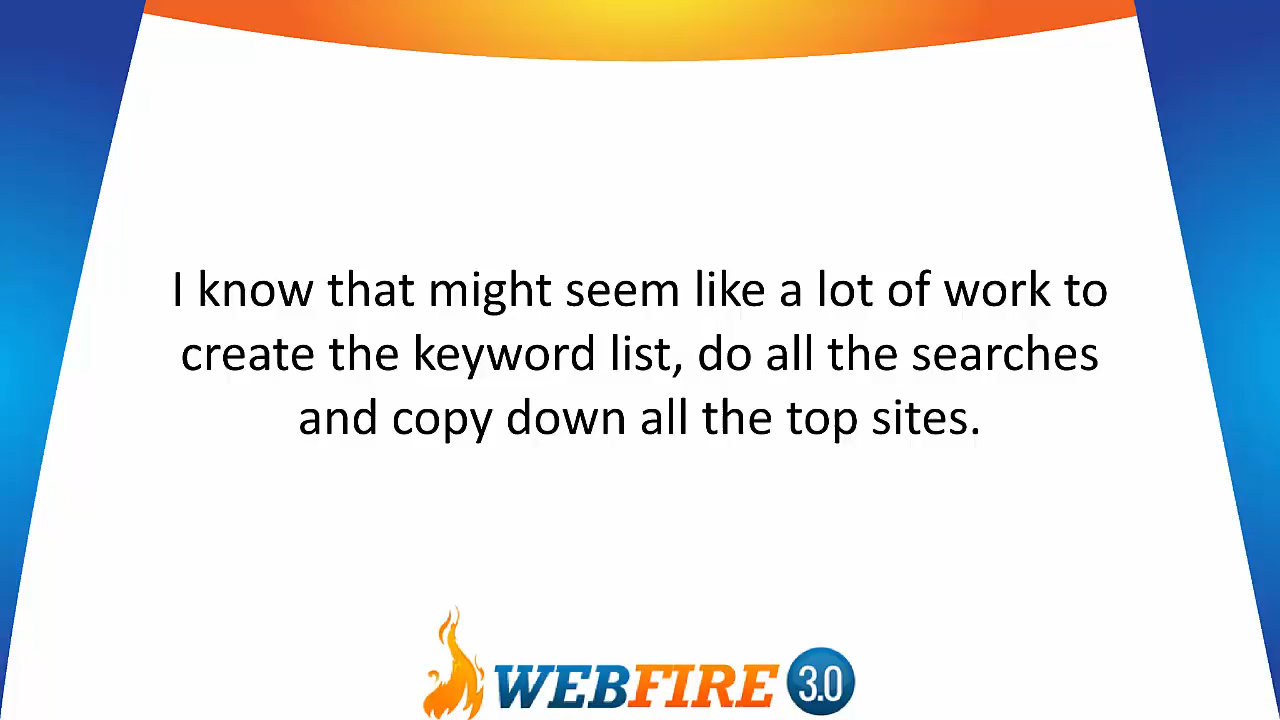 I know that might seem like a lot of work to
create the keyword list, do all the searches
and copy down all the top sites.
WEBFIRE 3.0